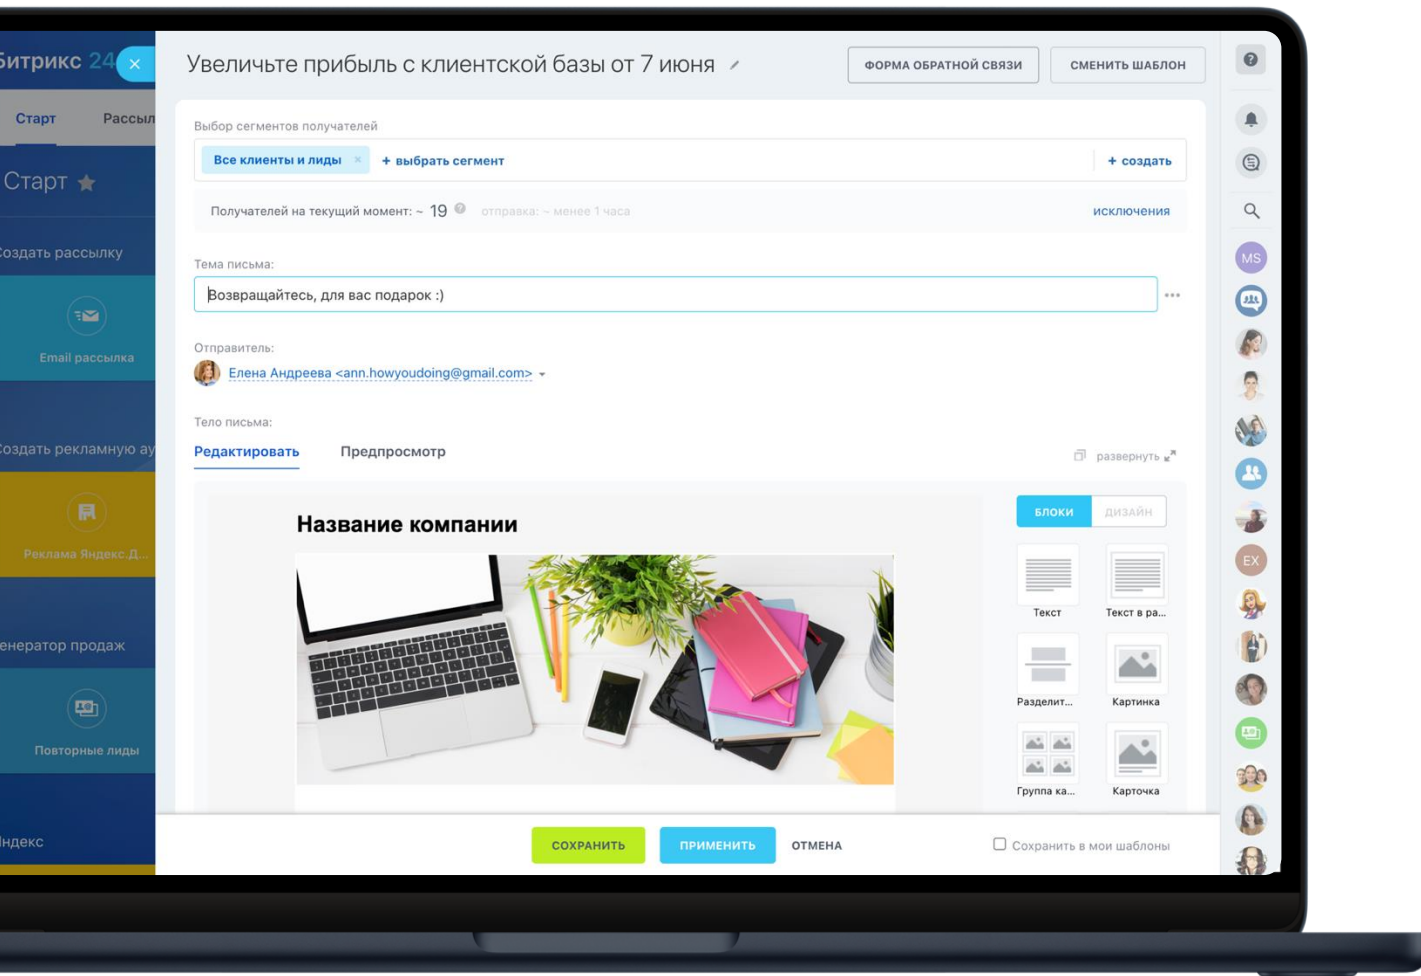 Битрикс 24
Старт Рассыл
Старт
Создать рассылку
Email рассылка
Создать рекламную ау
Реклама Яндекс.Д...
енератор продаж
Повторные лиды
ндекс
Увеличьте прибыль с клиентской базы от 7 июня
ФОРМА ОБРАТНОЙ СВЯЗИ
СМЕНИТЬ ШАБЛОН
Выбор сегментов получателей
Все клиенты и лиды × + выбрать сегмент + создать
Получателей на текущий момент: ~ 19 ? отправка: ~ менее 1 часа исключения
Тема письма:
Возвращайтесь, для вас подарок :)
Отправитель:
Елена Андреева <ann.howyoudoing@gmail.com>
Тело письма:
Редактировать Предпросмотр развернуть
Название компании
БЛОКИ ДИЗАЙН
Текст Текст в ра...
Разделит... Картинка
Группа ка... Карточка
СОХРАНИТЬ ПРИМЕНИТЬ ОТМЕНА Сохранить в мои шаблоны
?
MS
EX